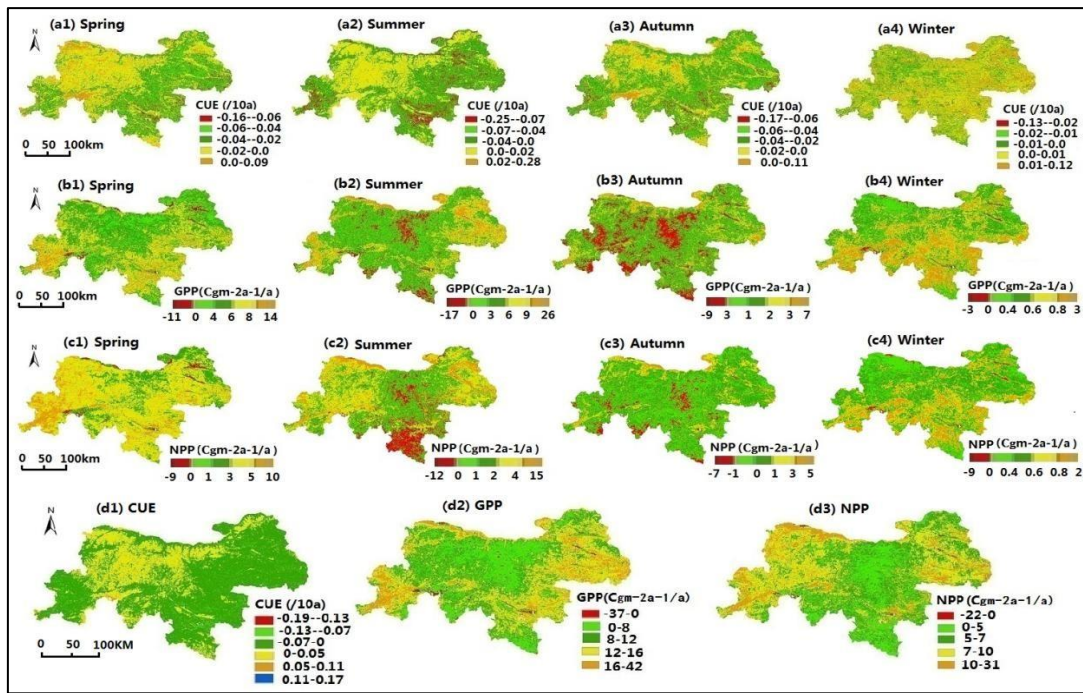 (a1) Spring
(a2) Summer
(a3) Autumn
(a4) Winter
N
CUE (/10a)
-0.16--0.06
-0.06--0.04
-0.04--0.02
-0.02-0.0
0.0-0.09
0 50 100km
CUE (/10a)
-0.25--0.07
-0.07--0.04
-0.04-0.0
0.0-0.02
0.02-0.28
CUE (/10a)
-0.17--0.06
-0.06--0.04
-0.04--0.02
-0.02-0.0
0.0-0.11
CUE (/10a)
-0.13--0.02
-0.02--0.01
-0.01-0.0
0.0-0.01
0.01-0.12
(b1) Spring
(b2) Summer
(b3) Autumn
(b4) Winter
N
0 50 100km
GPP(Cgm-2a-1/a)
-11 0 4 6 8 14
GPP(Cgm-2a-1/a)
-17 0 3 6 9 26
GPP(Cgm-2a-1/a)
-9 3 1 2 3 7
GPP(Cgm-2a-1/a)
-3 0 0.4 0.6 0.8 3
(c1) Spring
(c2) Summer
(c3) Autumn
(c4) Winter
N
0 50 100km
NPP(Cgm-2a-1/a)
-9 0 1 3 5 10
NPP(Cgm-2a-1/a)
-12 0 1 2 4 15
NPP(Cgm-2a-1/a)
-7 -1 0 1 3 5
NPP(Cgm-2a-1/a)
-9 0 0.4 0.6 0.8 2
(d1) CUE
(d2) GPP
(d3) NPP
N
0 50 100KM
CUE (/10a)
-0.19--0.13
-0.13--0.07
-0.07-0
0-0.05
0.05-0.11
0.11-0.17
GPP(Cgm-2a-1/a)
-37-0
0-8
8-12
12-16
16-42
NPP(Cgm-2a-1/a)
-22-0
0-5
5-7
7-10
10-31